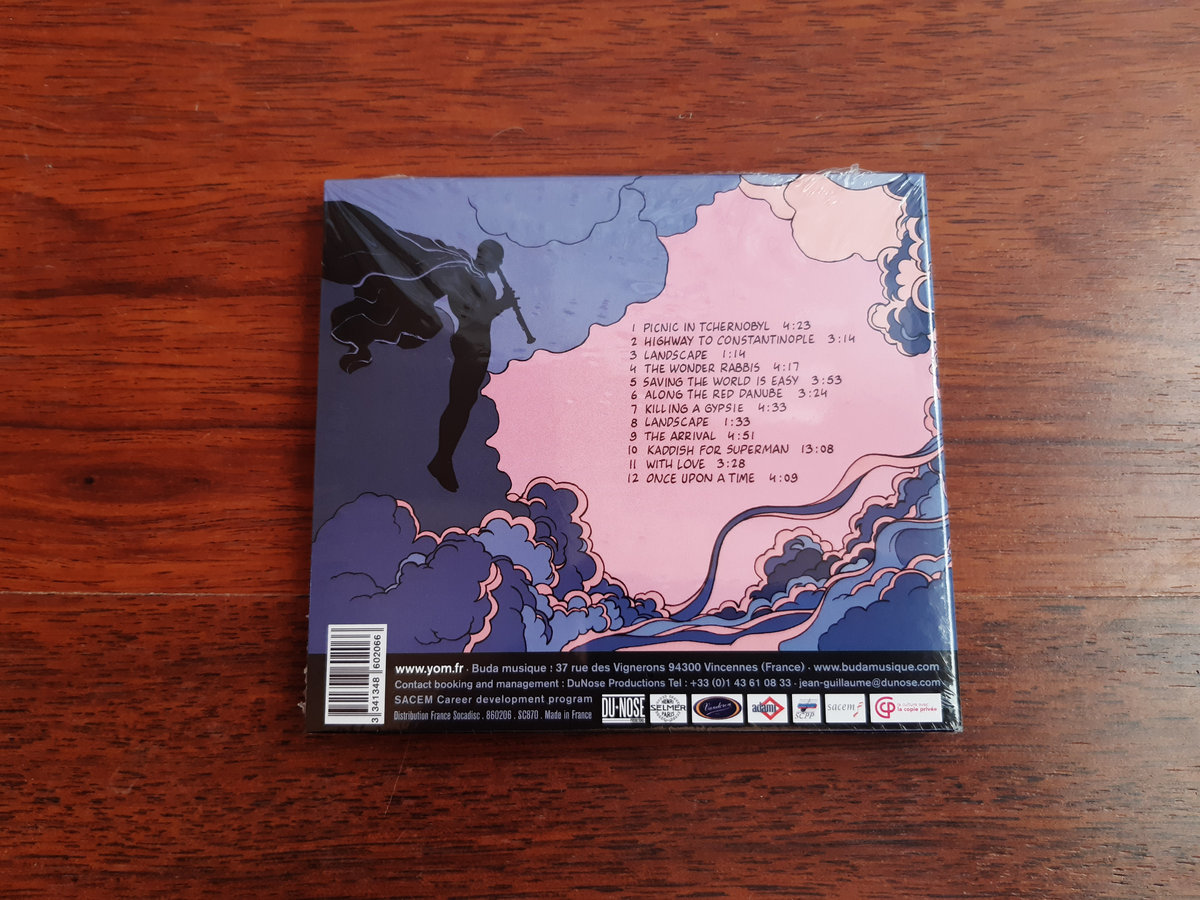 1 PICNIC IN TCHERNOBYL 4:23
2 HIGHWAY TO CONSTANTINOPLE 3:14
3 LANDSCAPE 1:14
4 THE WONDER RABBIS 4:17
5 SAVING THE WORLD IS EASY 3:53
6 ALONG THE RED DANUBE 3:24
7 KILLING A GYPSIE 4:33
8 LANDSCAPE 1:33
9 THE ARRIVAL 4:51
10 KADDISH FOR SUPERMAN 13:08
11 WITH LOVE 3:28
12 ONCE UPON A TIME 4:09
3 341348 602066
www.yom.fr · Buda musique : 37 rue des Vignerons 94300 Vincennes (France) · www.budamusique.com
Contact booking and management : DuNose Productions Tel : +33 (0)1 43 61 08 33 · jean-guillaume@dunose.com
SACEM Career development program
Distribution France Socadisc . 860206 . SC870 . Made in France
DU·NOSE
HENRI SELMER PARIS
Vandoren
adami
SCPP
sacem
la culture avec
la copie privée